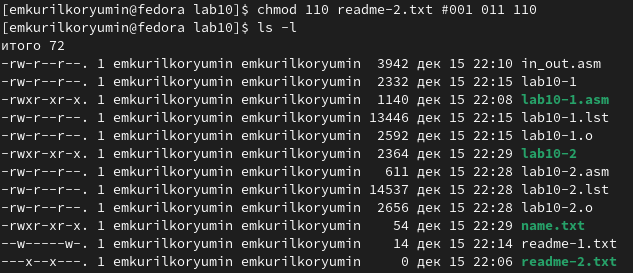 [emkurilkoryumin@fedora lab10]$ chmod 110 readme-2.txt #001 011 110
[emkurilkoryumin@fedora lab10]$ ls -l
итого 72
-rw-r--r--. 1 emkurilkoryumin emkurilkoryumin  3942 дек 15 22:10 in_out.asm
-rw-r--r--. 1 emkurilkoryumin emkurilkoryumin  2332 дек 15 22:15 lab10-1
-rwxr-xr-x. 1 emkurilkoryumin emkurilkoryumin  1140 дек 15 22:08 lab10-1.asm
-rw-r--r--. 1 emkurilkoryumin emkurilkoryumin 13446 дек 15 22:15 lab10-1.lst
-rw-r--r--. 1 emkurilkoryumin emkurilkoryumin  2592 дек 15 22:15 lab10-1.o
-rwxr-xr-x. 1 emkurilkoryumin emkurilkoryumin  2364 дек 15 22:29 lab10-2
-rw-r--r--. 1 emkurilkoryumin emkurilkoryumin   611 дек 15 22:28 lab10-2.asm
-rw-r--r--. 1 emkurilkoryumin emkurilkoryumin 14537 дек 15 22:28 lab10-2.lst
-rw-r--r--. 1 emkurilkoryumin emkurilkoryumin  2656 дек 15 22:28 lab10-2.o
-rwxr-xr-x. 1 emkurilkoryumin emkurilkoryumin    54 дек 15 22:29 name.txt
--w-----w-. 1 emkurilkoryumin emkurilkoryumin    14 дек 15 22:14 readme-1.txt
---x--x---. 1 emkurilkoryumin emkurilkoryumin     0 дек 15 22:06 readme-2.txt